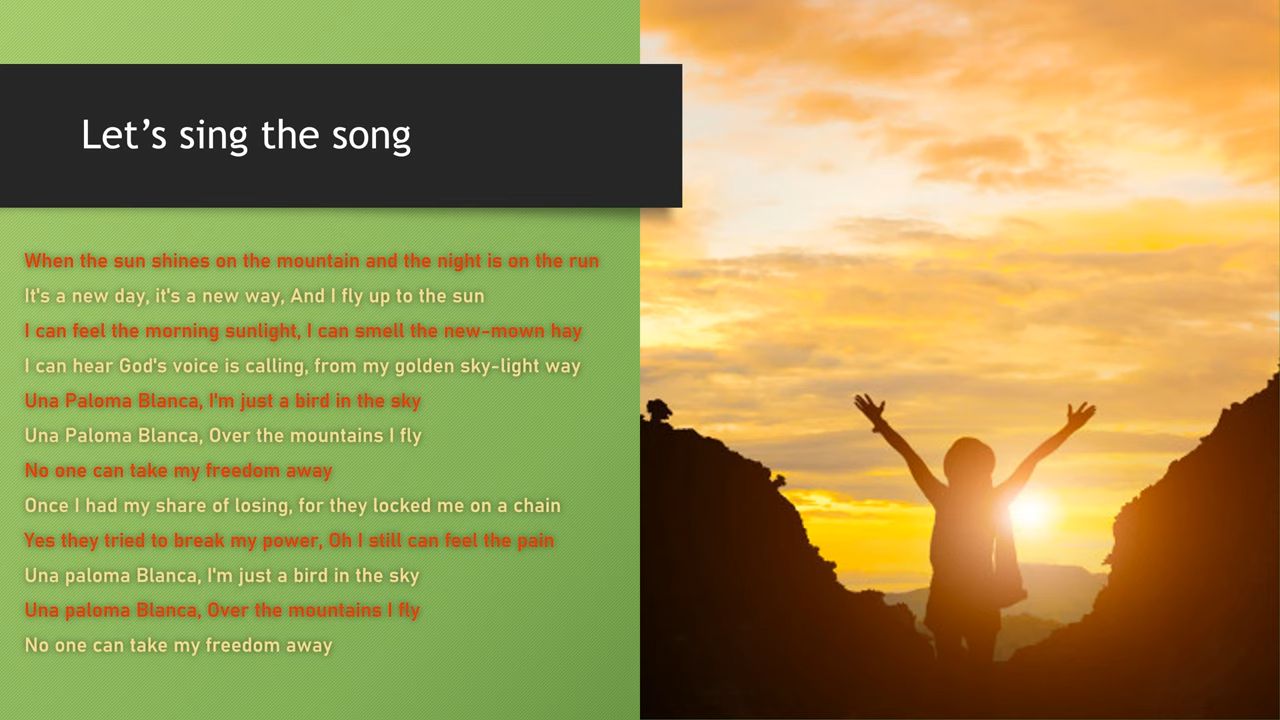 Let’s sing the song
When the sun shines on the mountain and the night is on the run
It's a new day, it's a new way, And I fly up to the sun
I can feel the morning sunlight, I can smell the new-mown hay
I can hear God's voice is calling, from my golden sky-light way
Una Paloma Blanca, I'm just a bird in the sky
Una Paloma Blanca, Over the mountains I fly
No one can take my freedom away
Once I had my share of losing, for they locked me on a chain
Yes they tried to break my power, Oh I still can feel the pain
Una paloma Blanca, I'm just a bird in the sky
Una paloma Blanca, Over the mountains I fly
No one can take my freedom away